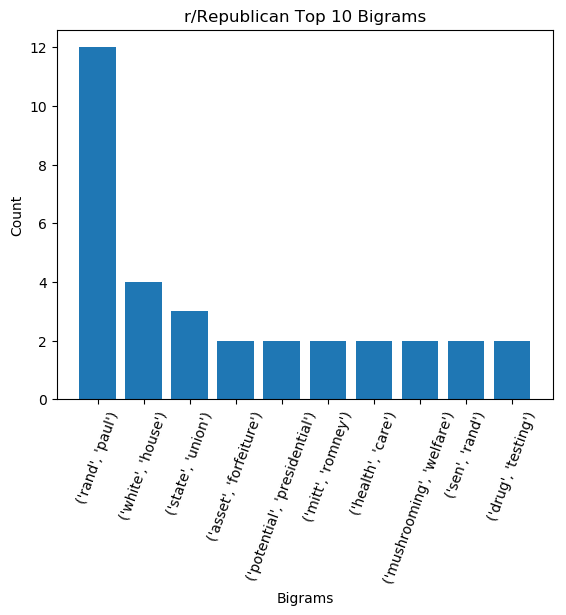 r/Republican Top 10 Bigrams
12
10
8
6
4
2
0
Count
('rand', 'paul')
('white', 'house')
('state', 'union')
('asset', 'forfeiture')
('potential', 'presidential')
('mitt', 'romney')
('health', 'care')
('mushrooming', 'welfare')
('sen', 'rand')
('drug', 'testing')
Bigrams